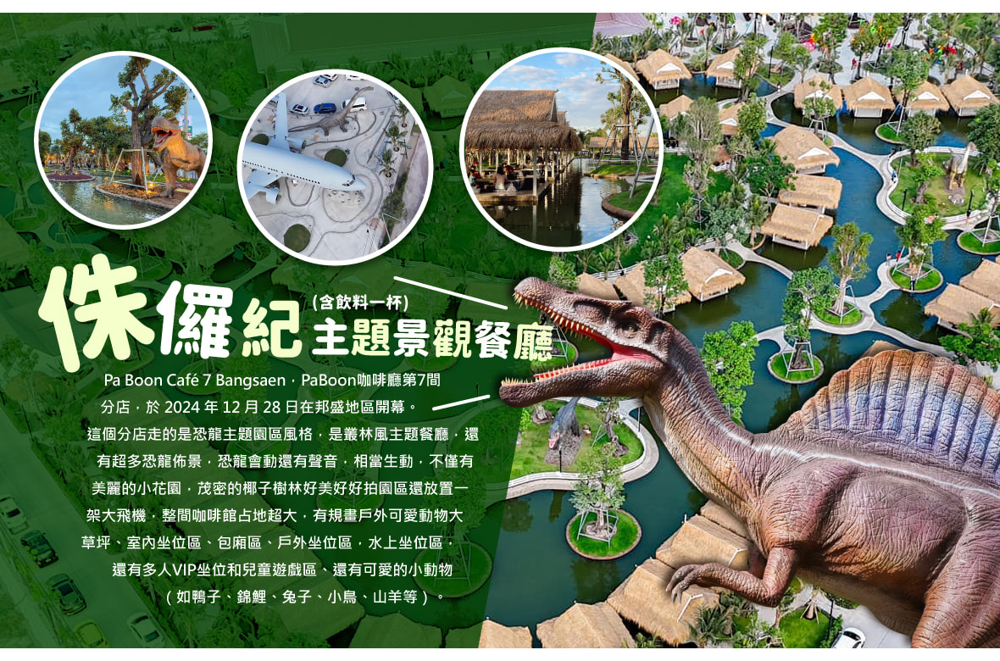 侏儸紀
(含飲料一杯)
主題景觀餐廳
Pa Boon Café 7 Bangsaen，PaBoon咖啡廳第7間
分店，於 2024 年 12 月 28 日在邦盛地區開幕。
這個分店走的是恐龍主題園區風格，是叢林風主題餐廳，還
有超多恐龍佈景，恐龍會動還有聲音，相當生動，不僅有
美麗的小花園，茂密的椰子樹林好美好好拍園區還放置一
架大飛機，整間咖啡館占地超大，有規畫戶外可愛動物大
草坪、室內坐位區、包廂區、戶外坐位區，水上坐位區，
還有多人VIP坐位和兒童遊戲區、還有可愛的小動物
（如鴨子、錦鯉、兔子、小鳥、山羊等）。